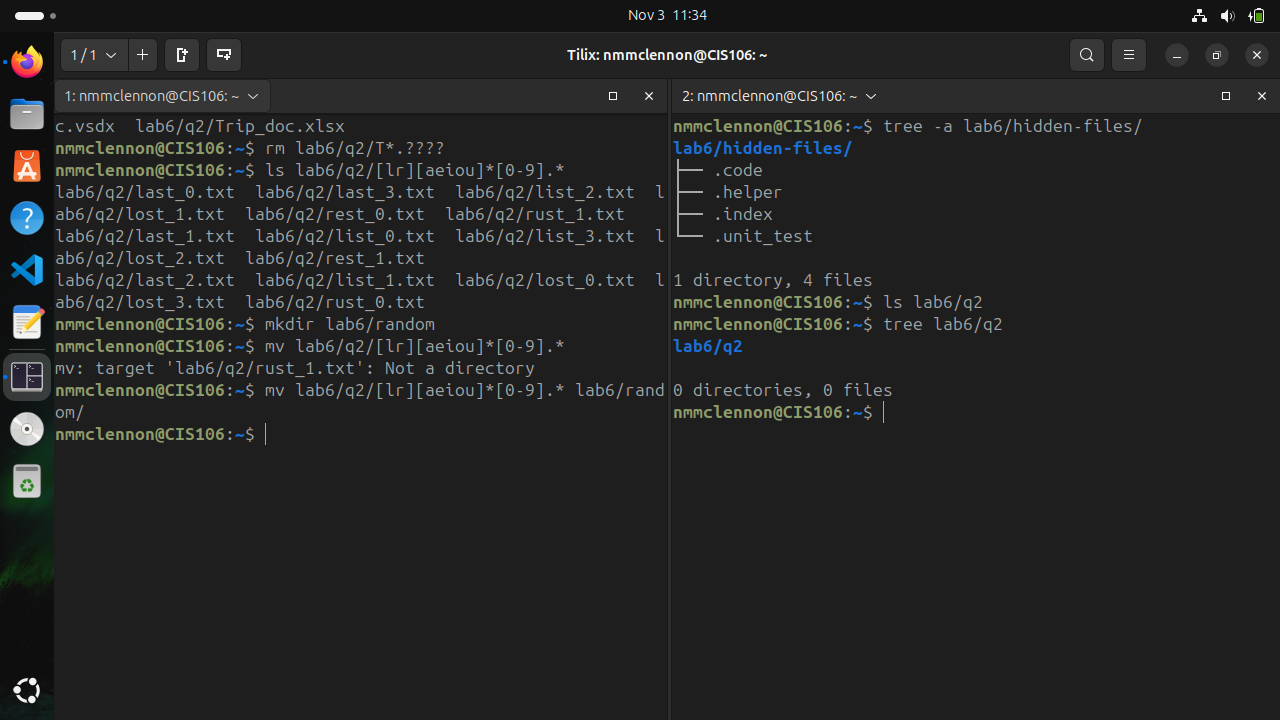 Nov 3 11:34
1 / 1
Tilix: nmmclennon@CIS106: ~
1: nmmclennon@CIS106: ~
c.vsdx  lab6/q2/Trip_doc.xlsx
nmmclennon@CIS106:~$ rm lab6/q2/T*.????
nmmclennon@CIS106:~$ ls lab6/q2/[lr][aeiou]*[0-9].*
lab6/q2/last_0.txt  lab6/q2/last_3.txt  lab6/q2/list_2.txt  l
ab6/q2/lost_1.txt  lab6/q2/rest_0.txt  lab6/q2/rust_1.txt
lab6/q2/last_1.txt  lab6/q2/list_0.txt  lab6/q2/list_3.txt  l
ab6/q2/lost_2.txt  lab6/q2/rest_1.txt
lab6/q2/last_2.txt  lab6/q2/list_1.txt  lab6/q2/lost_0.txt  l
ab6/q2/lost_3.txt  lab6/q2/rust_0.txt
nmmclennon@CIS106:~$ mkdir lab6/random
nmmclennon@CIS106:~$ mv lab6/q2/[lr][aeiou]*[0-9].*
mv: target 'lab6/q2/rust_1.txt': Not a directory
nmmclennon@CIS106:~$ mv lab6/q2/[lr][aeiou]*[0-9].* lab6/rand
om/
nmmclennon@CIS106:~$
2: nmmclennon@CIS106: ~
nmmclennon@CIS106:~$ tree -a lab6/hidden-files/
lab6/hidden-files/
├── .code
├── .helper
├── .index
└── .unit_test
1 directory, 4 files
nmmclennon@CIS106:~$ ls lab6/q2
nmmclennon@CIS106:~$ tree lab6/q2
lab6/q2
0 directories, 0 files
nmmclennon@CIS106:~$